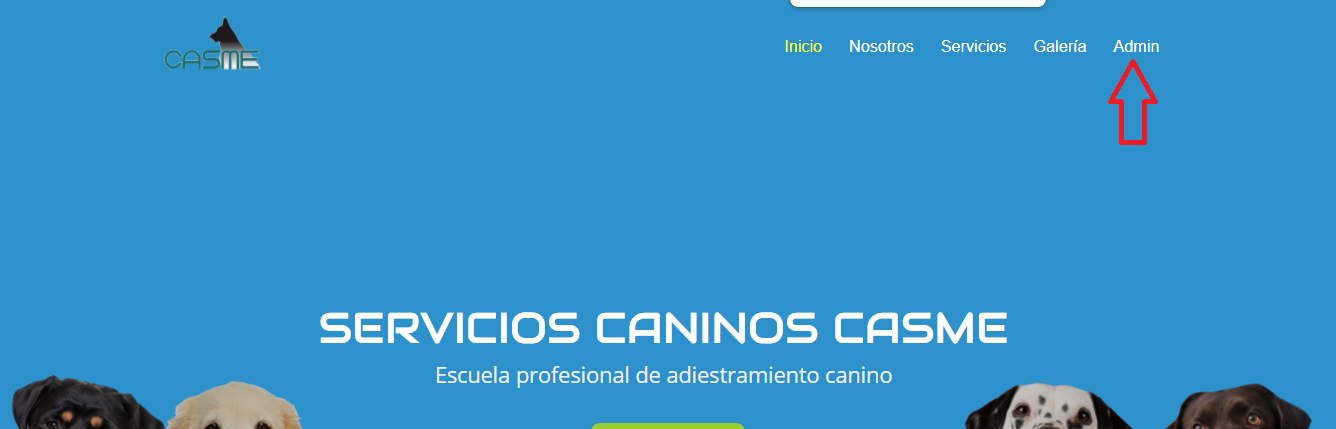 CASME
Inicio Nosotros Servicios Galería Admin
SERVICIOS CANINOS CASME
Escuela profesional de adiestramiento canino